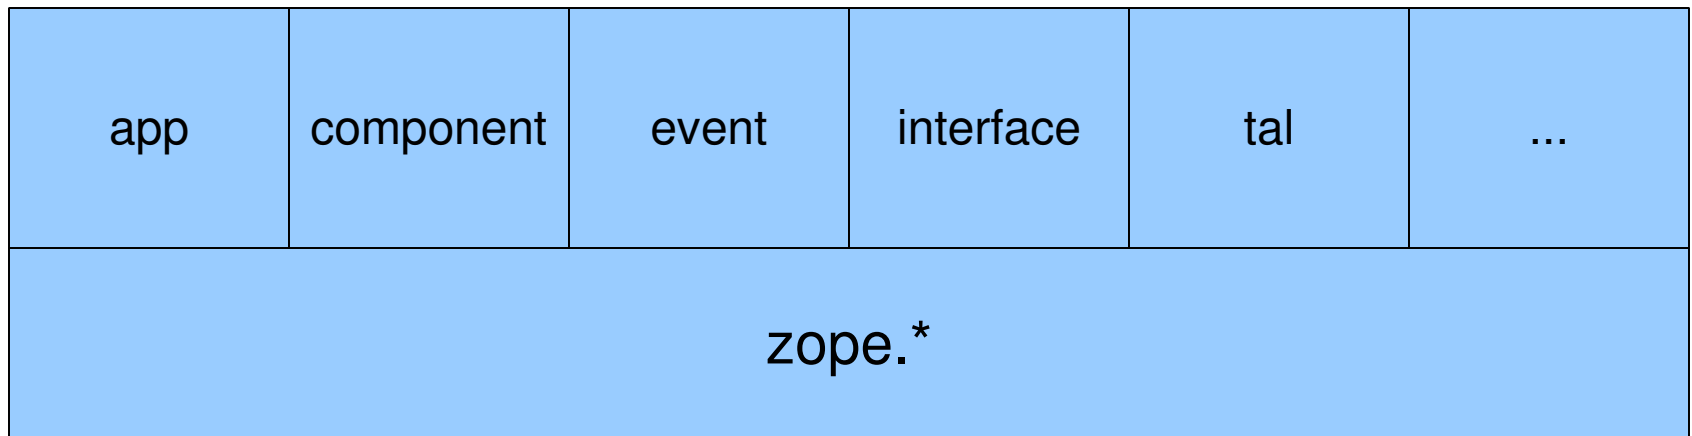 app component event interface tal ...
zope.*